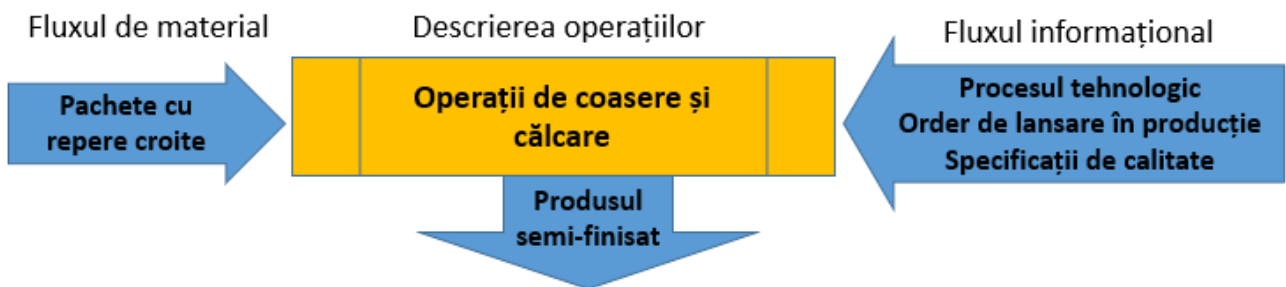 Fluxul de material
Descrierea operațiilor
Fluxul informațional
Pachete cu
repere croite
Operații de coasere și
călcare
Procesul tehnologic
Order de lansare în producție
Specificații de calitate
Produsul
semi-finisat